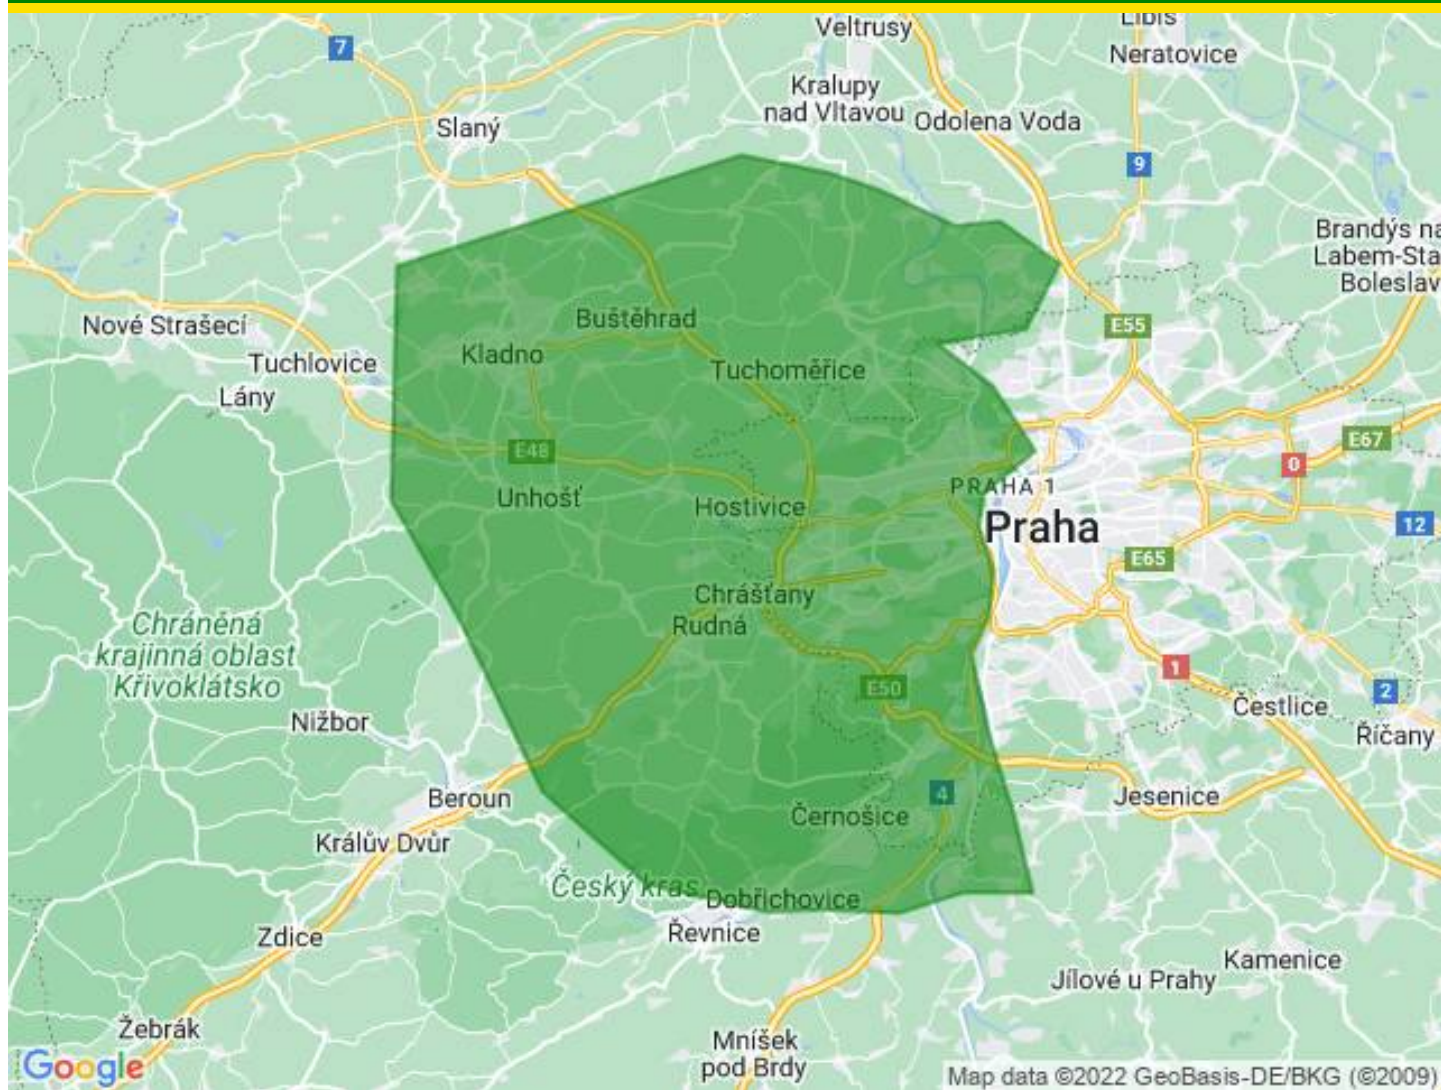 Veltrusy
Libiš
Neratovice
7
Kralupy
nad Vltavou
Odolena Voda
Slaný
9
Brandýs na
Labem-Sta
Boleslav
Nové Strašecí
Buštěhrad
E55
Tuchlovice
Kladno
Tuchoměřice
Lány
E48
E67
0
Unhošť
Hostivice
PRAHA 1
Praha
12
E65
Chrášťany
Rudná
Chráněná
krajinná oblast
Křivoklátsko
1
E50
2
Nižbor
Čestlice
Říčany
Beroun
4
Jesenice
Černošice
Králův Dvůr
Český kras
Dobřichovice
Řevnice
Zdice
Kamenice
Jílové u Prahy
Žebrák
Mníšek
pod Brdy
Google
Map data ©2022 GeoBasis-DE/BKG (©2009)